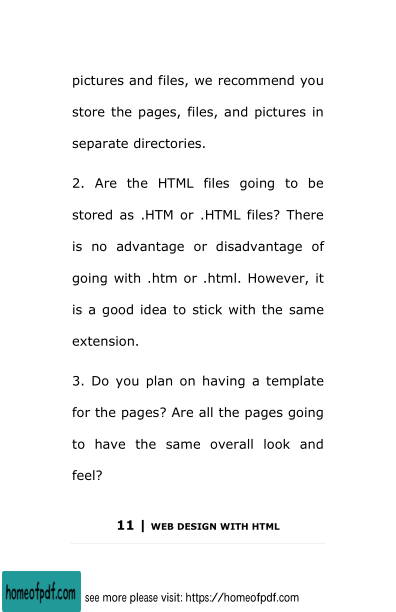 pictures and files, we recommend you
store the pages, files, and pictures in
separate directories.
2. Are the HTML files going to be
stored as .HTM or .HTML files? There
is no advantage or disadvantage of
going with .htm or .html. However, it
is a good idea to stick with the same
extension.
3. Do you plan on having a template
for the pages? Are all the pages going
to have the same overall look and
feel?
11 | WEB DESIGN WITH HTML
homeofpdf.com see more please visit: https://homeofpdf.com